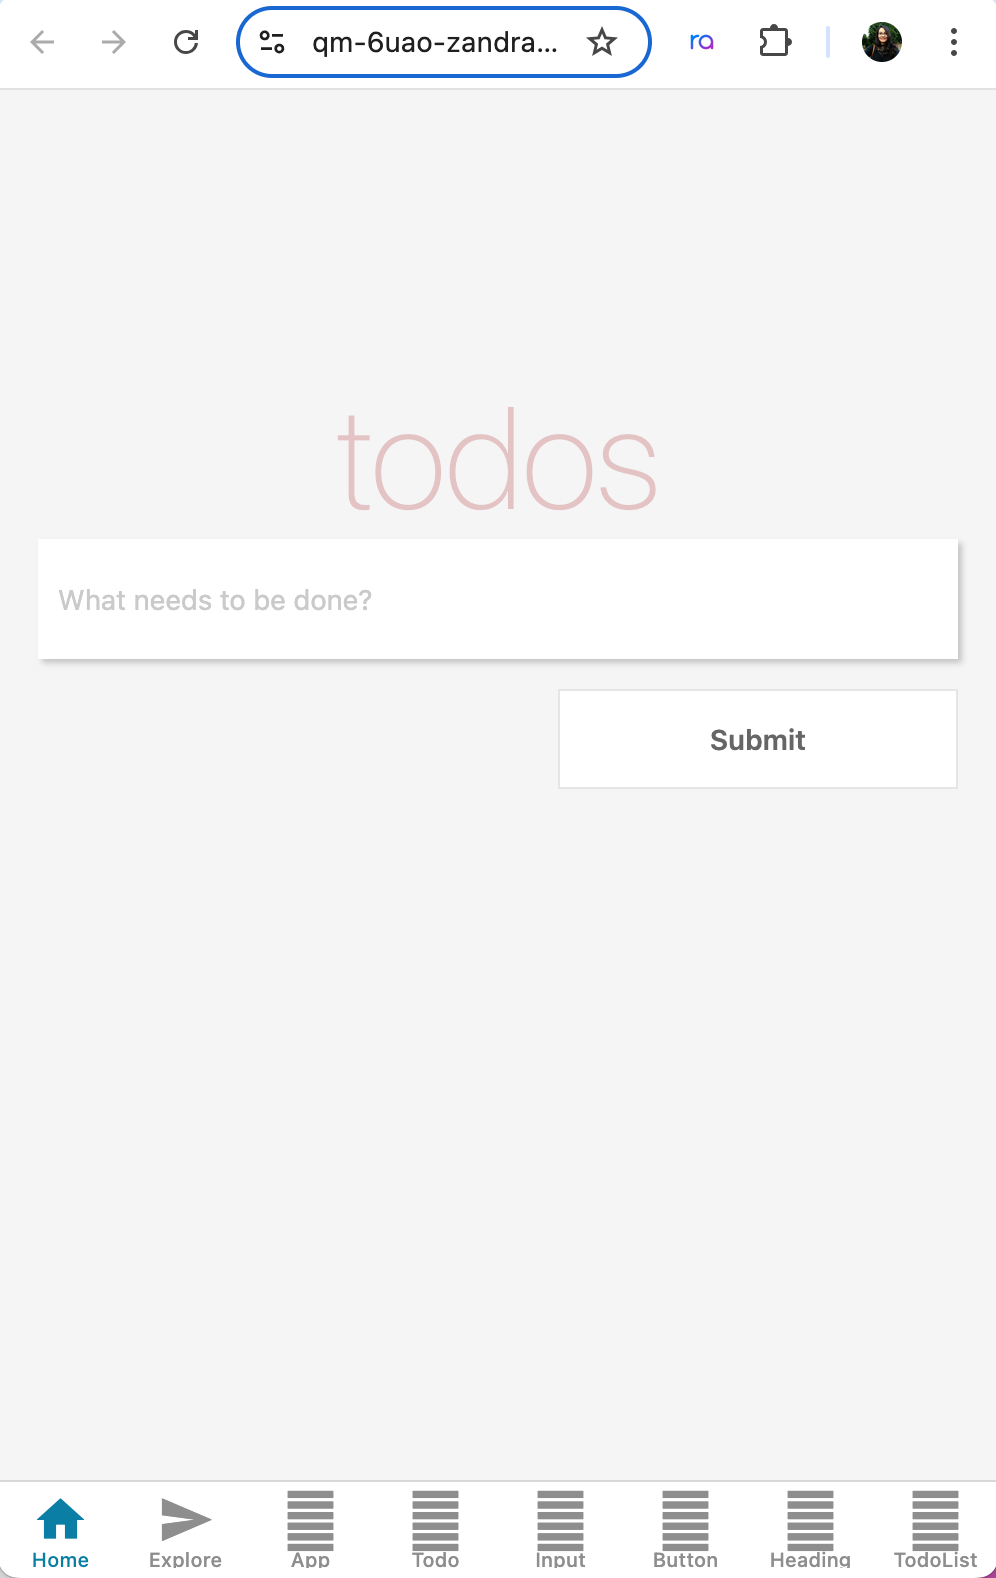 qm-6uao-zandra...
ra
todos
What needs to be done?
Submit
Home Explore App Todo Input Button Heading TodoList